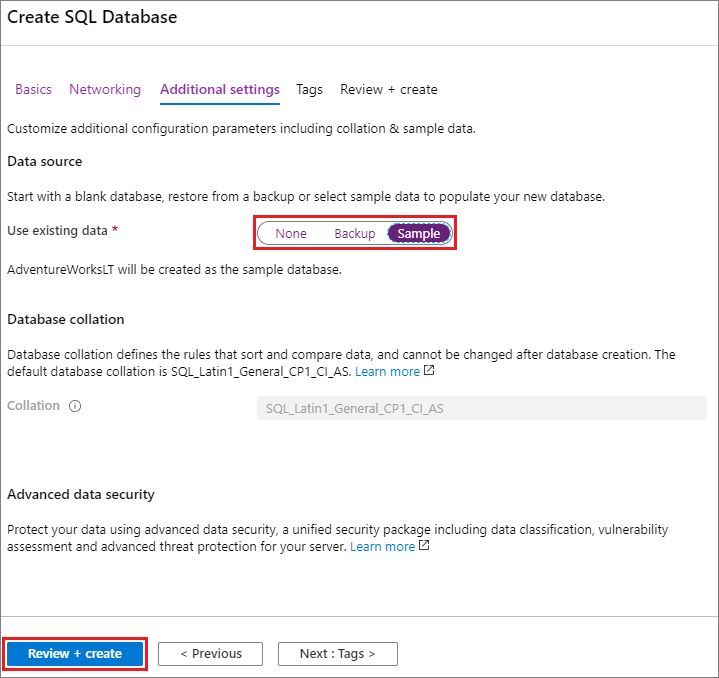 Create SQL Database
Basics Networking Additional settings Tags Review + create
Customize additional configuration parameters including collation & sample data.
Data source
Start with a blank database, restore from a backup or select sample data to populate your new database.
Use existing data * None Backup Sample
AdventureWorksLT will be created as the sample database.
Database collation
Database collation defines the rules that sort and compare data, and cannot be changed after database creation. The
default database collation is SQL_Latin1_General_CP1_CI_AS. Learn more
Collation SQL_Latin1_General_CP1_CI_AS
Advanced data security
Protect your data using advanced data security, a unified security package including data classification, vulnerability
assessment and advanced threat protection for your server. Learn more
Review + create < Previous Next : Tags >